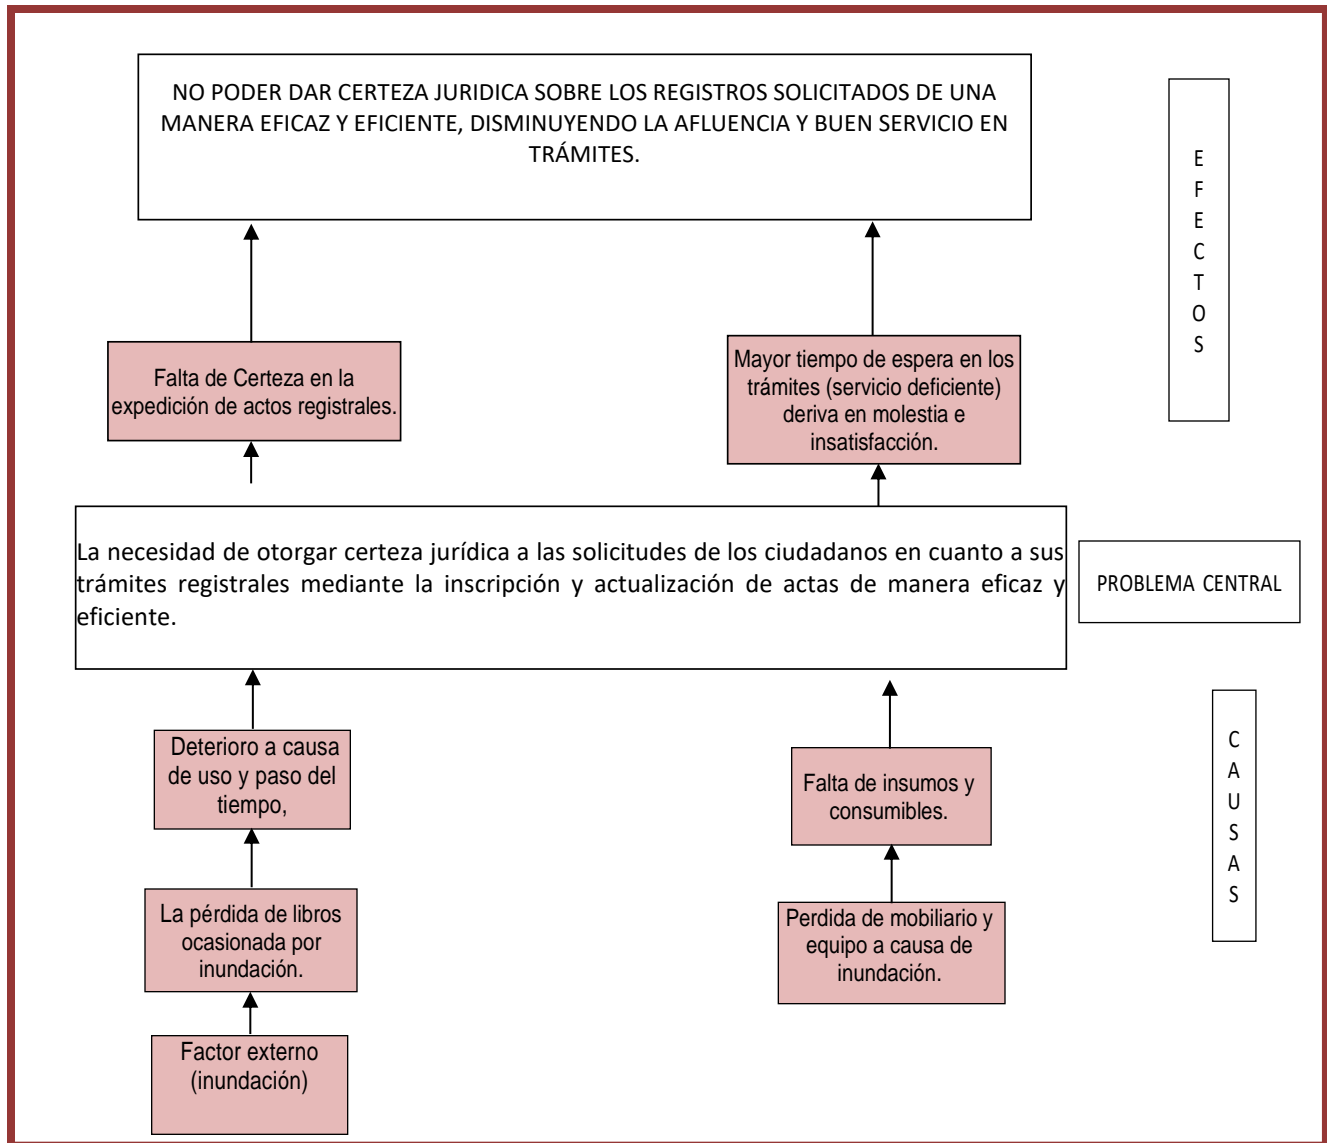 NO PODER DAR CERTEZA JURIDICA SOBRE LOS REGISTROS SOLICITADOS DE UNA
MANERA EFICAZ Y EFICIENTE, DISMINUYENDO LA AFLUENCIA Y BUEN SERVICIO EN
TRÁMITES.
E
F
E
C
T
O
S
Falta de Certeza en la
expedición de actos registrales.
Mayor tiempo de espera en los
trámites (servicio deficiente)
deriva en molestia e
insatisfacción.
La necesidad de otorgar certeza jurídica a las solicitudes de los ciudadanos en cuanto a sus
trámites registrales mediante la inscripción y actualización de actas de manera eficaz y
eficiente.
PROBLEMA CENTRAL
Deterioro a causa
de uso y paso del
tiempo,
Falta de insumos y
consumibles.
C
A
U
S
A
S
La pérdida de libros
ocasionada por
inundación.
Perdida de mobiliario y
equipo a causa de
inundación.
Factor externo
(inundación)